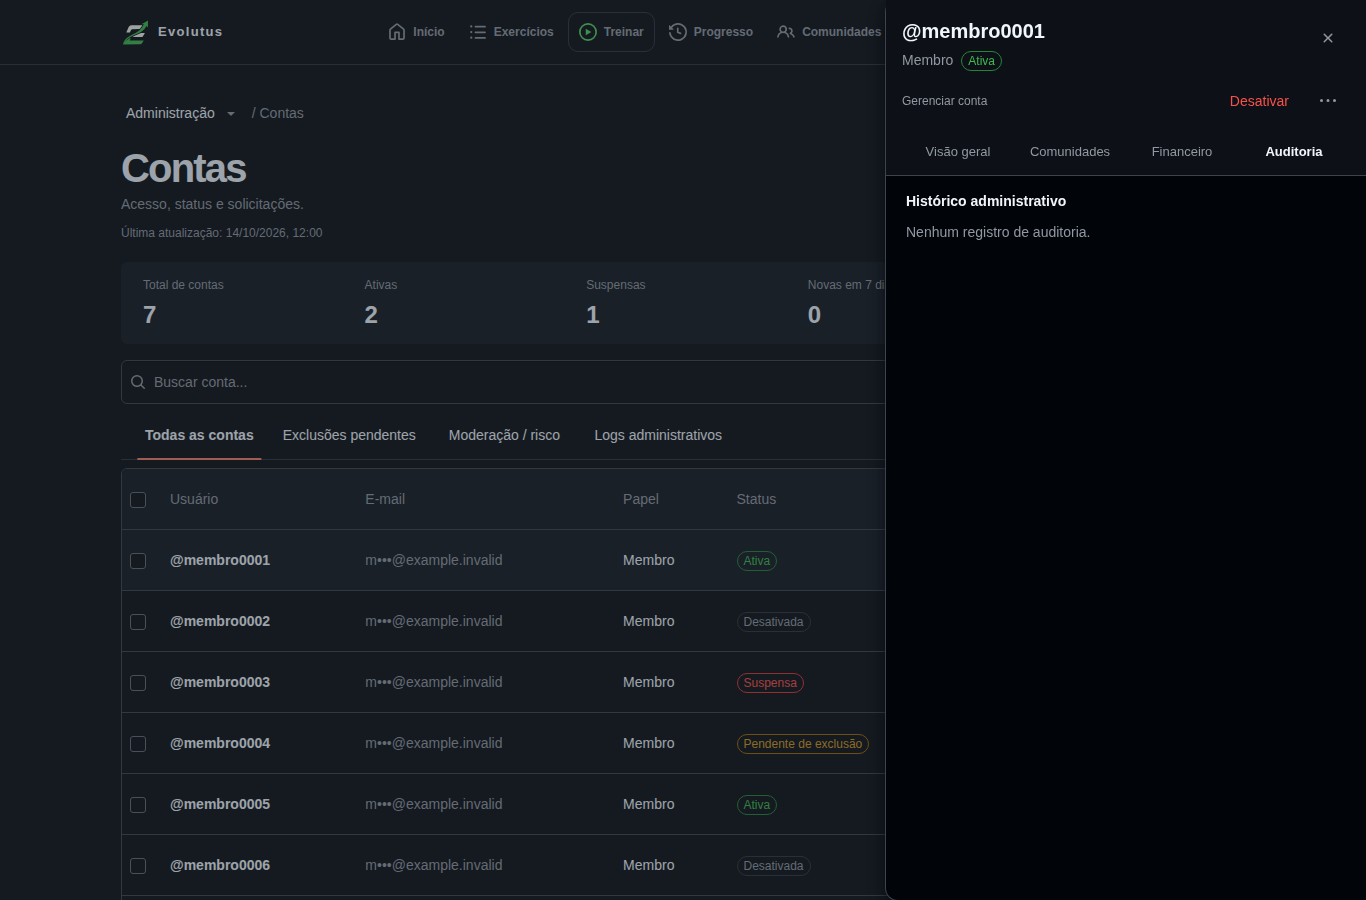 Evolutus
Início
Exercícios
Treinar
Progresso
Comunidades
Administração
/ Contas
Contas
Acesso, status e solicitações.
Última atualização: 14/10/2026, 12:00
Total de contas
Ativas
Suspensas
Novas em 7 di
7
2
1
0
Buscar conta...
Todas as contas
Exclusões pendentes
Moderação / risco
Logs administrativos
Usuário E-mail Papel Status
@membro0001 m•••@example.invalid Membro Ativa
@membro0002 m•••@example.invalid Membro Desativada
@membro0003 m•••@example.invalid Membro Suspensa
@membro0004 m•••@example.invalid Membro Pendente de exclusão
@membro0005 m•••@example.invalid Membro Ativa
@membro0006 m•••@example.invalid Membro Desativada
@membro0001
Membro Ativa
Gerenciar conta Desativar
Visão geral
Comunidades
Financeiro
Auditoria
Histórico administrativo
Nenhum registro de auditoria.